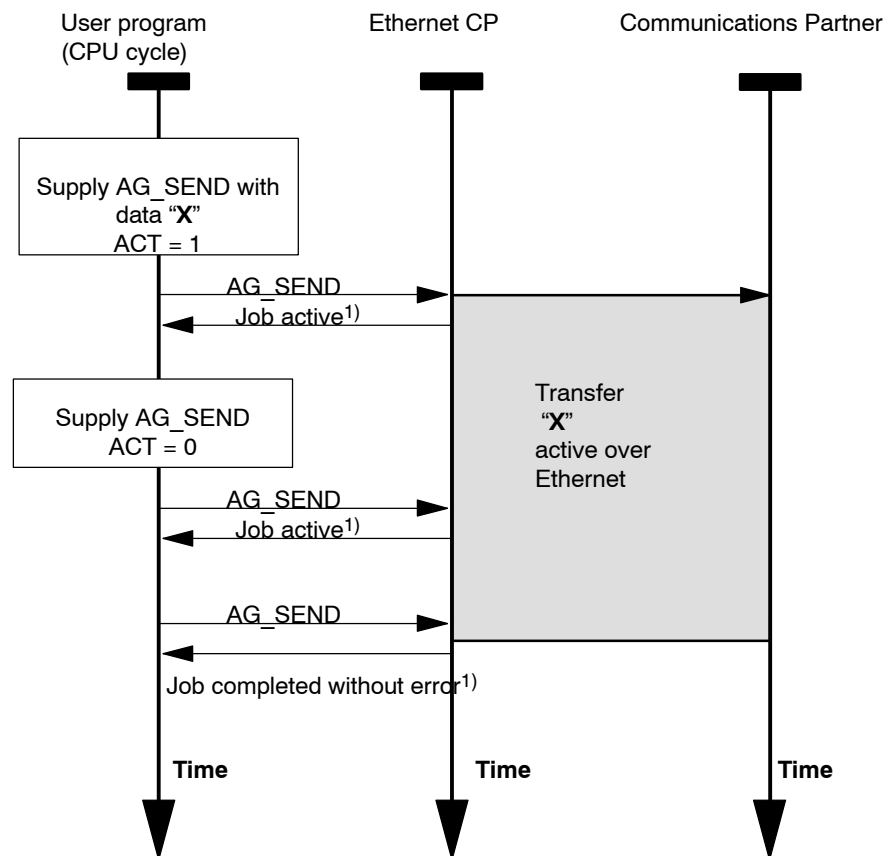 User program
(CPU cycle)
Ethernet CP
Communications Partner
Supply AG_SEND with
data “X”
ACT = 1
AG_SEND
Job active1)
Supply AG_SEND
ACT = 0
Transfer
“X”
active over
Ethernet
AG_SEND
Job active1)
AG_SEND
Job completed without error1)
Time
Time
Time